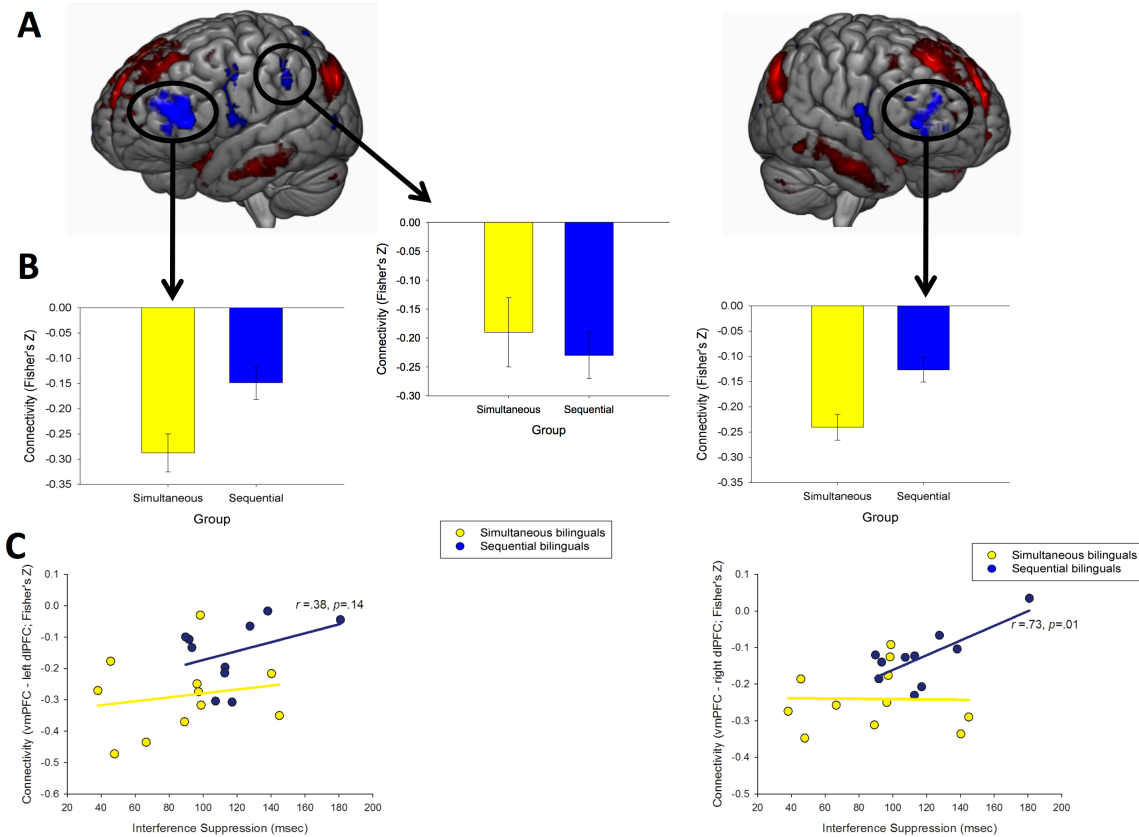 A
B
0.00
-0.05
-0.10
-0.15
-0.20
-0.25
-0.30
-0.35
Connectivity (Fisher's Z)
Simultaneous
Sequential
Group
0.00
-0.05
-0.10
-0.15
-0.20
-0.25
-0.30
Connectivity (Fisher's Z)
Simultaneous
Sequential
Group
0.00
-0.05
-0.10
-0.15
-0.20
-0.25
-0.30
-0.35
Connectivity (Fisher's Z)
Simultaneous
Sequential
Group
C
Simultaneous bilinguals
Sequential bilinguals
0.1
0.0
-0.1
-0.2
-0.3
-0.4
-0.5
-0.6
Connectivity (vmPFC - left dlPFC; Fisher's Z)
r =.38, p=.14
20 40 60 80 100 120 140 160 180 200
Interference Suppression (msec)
Simultaneous bilinguals
Sequential bilinguals
0.1
0.0
-0.1
-0.2
-0.3
-0.4
-0.5
Connectivity (vmPFC - right dlPFC; Fisher's Z)
r =.73, p=.01
20 40 60 80 100 120 140 160 180 200
Interference Suppression (msec)